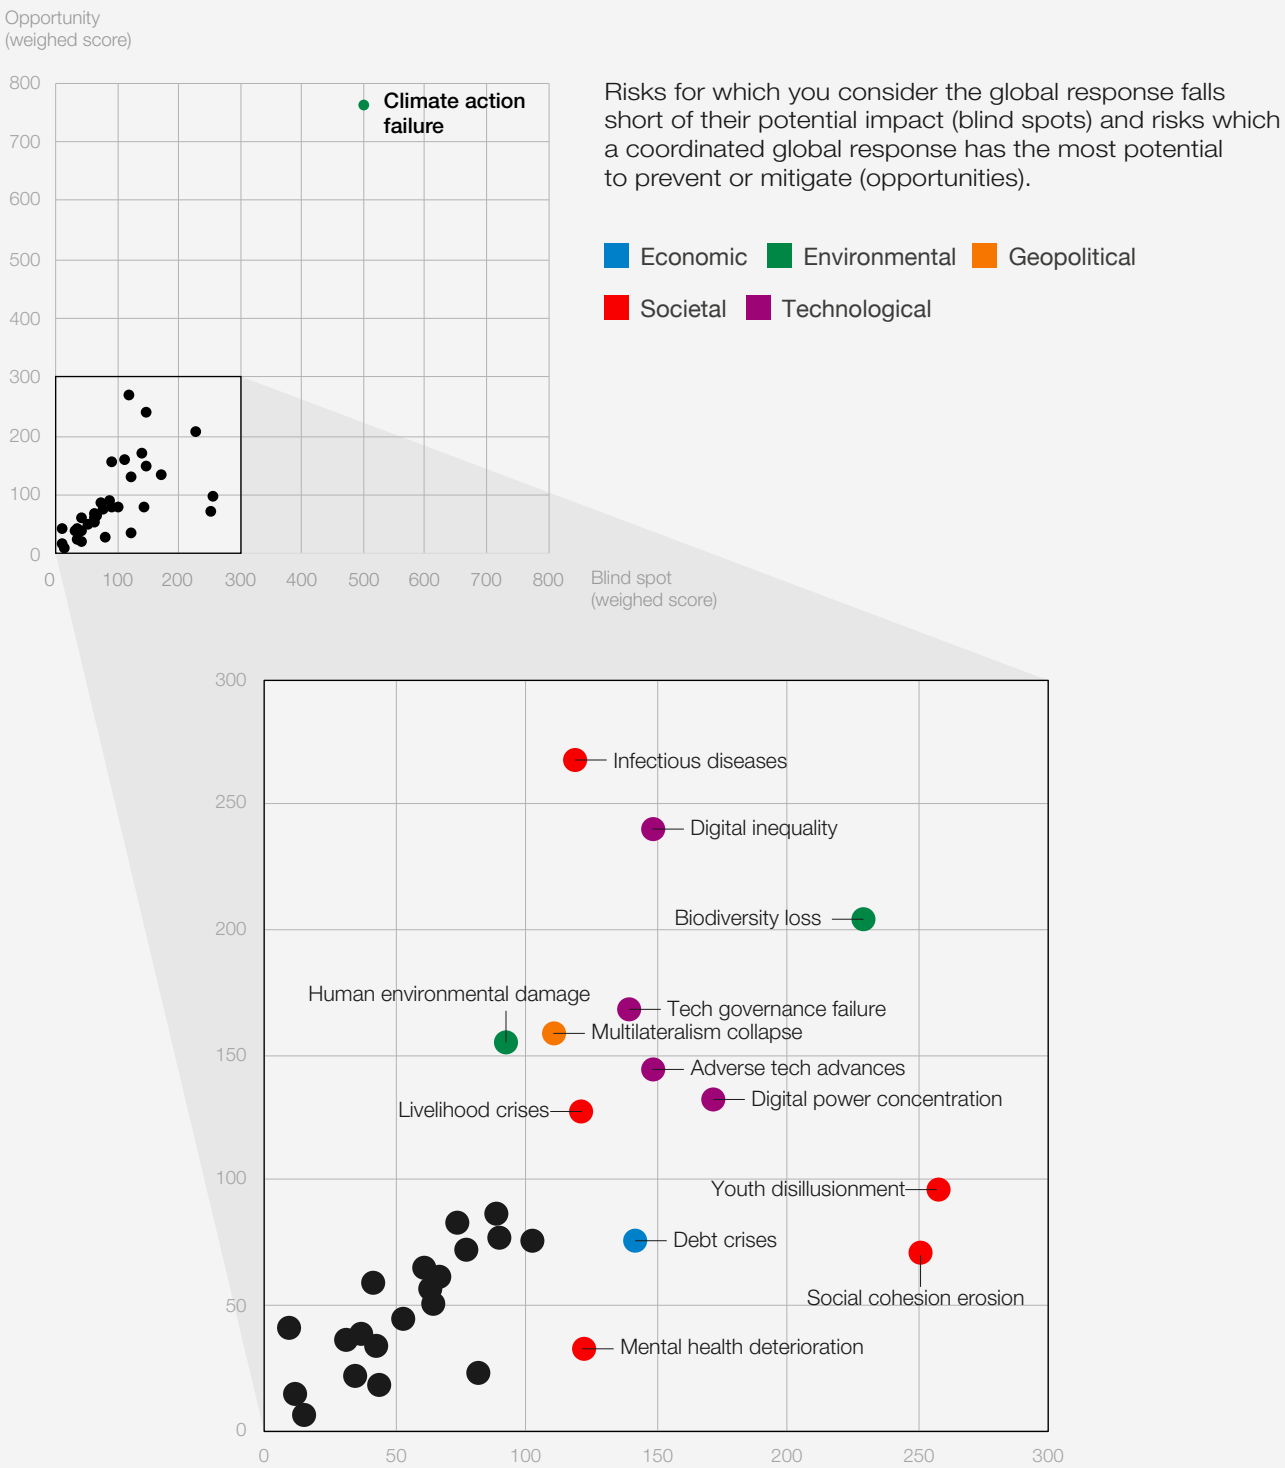 Opportunity
(weighed score)
800
700
600
500
400
300
200
100
0
0 100 200 300 400 500 600 700 800
Climate action
failure
Blind spot
(weighed score)
Risks for which you consider the global response falls
short of their potential impact (blind spots) and risks which
a coordinated global response has the most potential
to prevent or mitigate (opportunities).
Economic Environmental Geopolitical
Societal Technological
300
250
200
150
100
50
0
0 50 100 150 200 250 300
Infectious diseases
Digital inequality
Biodiversity loss
Human environmental damage
Tech governance failure
Multilateralism collapse
Adverse tech advances
Digital power concentration
Livelihood crises
Youth disillusionment
Debt crises
Social cohesion erosion
Mental health deterioration